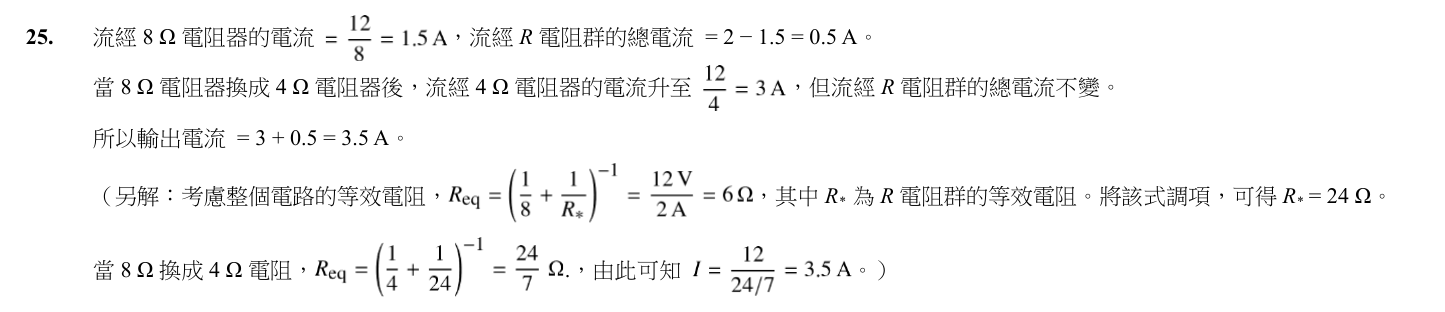 25. 流經 8 Ω 電阻器的電流 = 12/8 = 1.5 A，流經 R 電阻群的總電流 = 2 − 1.5 = 0.5 A。
當 8 Ω 電阻器換成 4 Ω 電阻器後，流經 4 Ω 電阻器的電流升至 12/4 = 3 A，但流經 R 電阻群的總電流不變。
所以輸出電流 = 3 + 0.5 = 3.5 A。
（另解：考慮整個電路的等效電阻，Req = (1/8 + 1/R*)^−1 = 12 V/2 A = 6 Ω，其中 R* 為 R 電阻群的等效電阻。將該式調項，可得 R* = 24 Ω。
當 8 Ω 換成 4 Ω 電阻，Req = (1/4 + 1/24)^−1 = 24/7 Ω.，由此可知 I = 12/(24/7) = 3.5 A。）